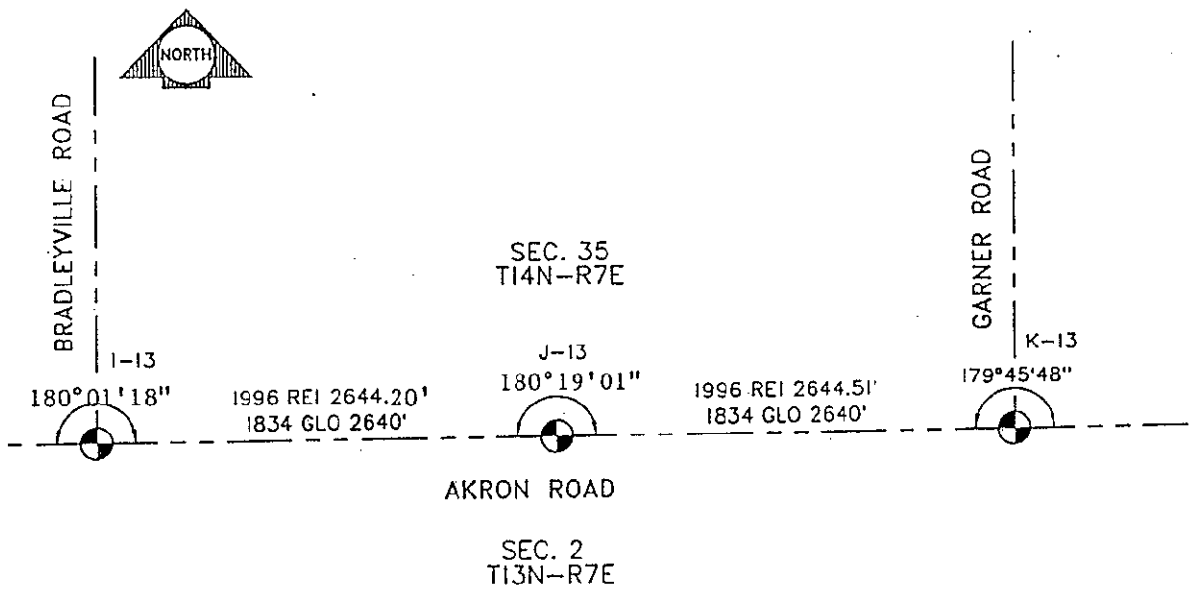 NORTH
BRADLEYVILLE ROAD
GARNER ROAD
SEC. 35
T14N-R7E
I-13
180°01'18"
1996 REI 2644.20'
1834 GLO 2640'
J-13
180°19'01"
1996 REI 2644.51'
1834 GLO 2640'
K-13
179°45'48"
AKRON ROAD
SEC. 2
T13N-R7E